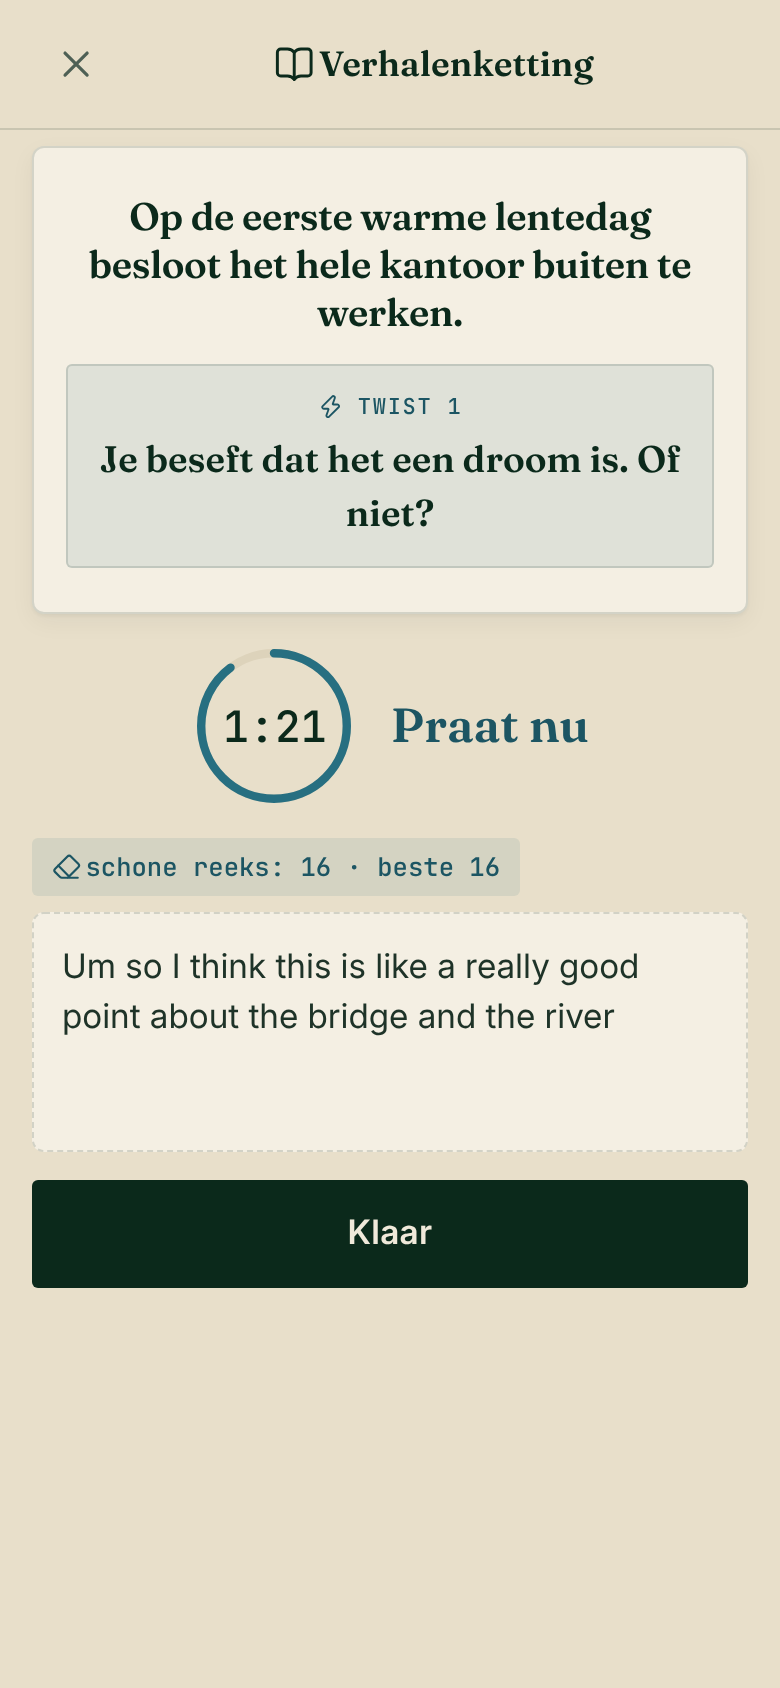 Verhalenketting
Op de eerste warme lentedag
besloot het hele kantoor buiten te
werken.
TWIST 1
Je beseft dat het een droom is. Of
niet?
1:21
Praat nu
schone reeks: 16 · beste 16
Um so I think this is like a really good
point about the bridge and the river
Klaar